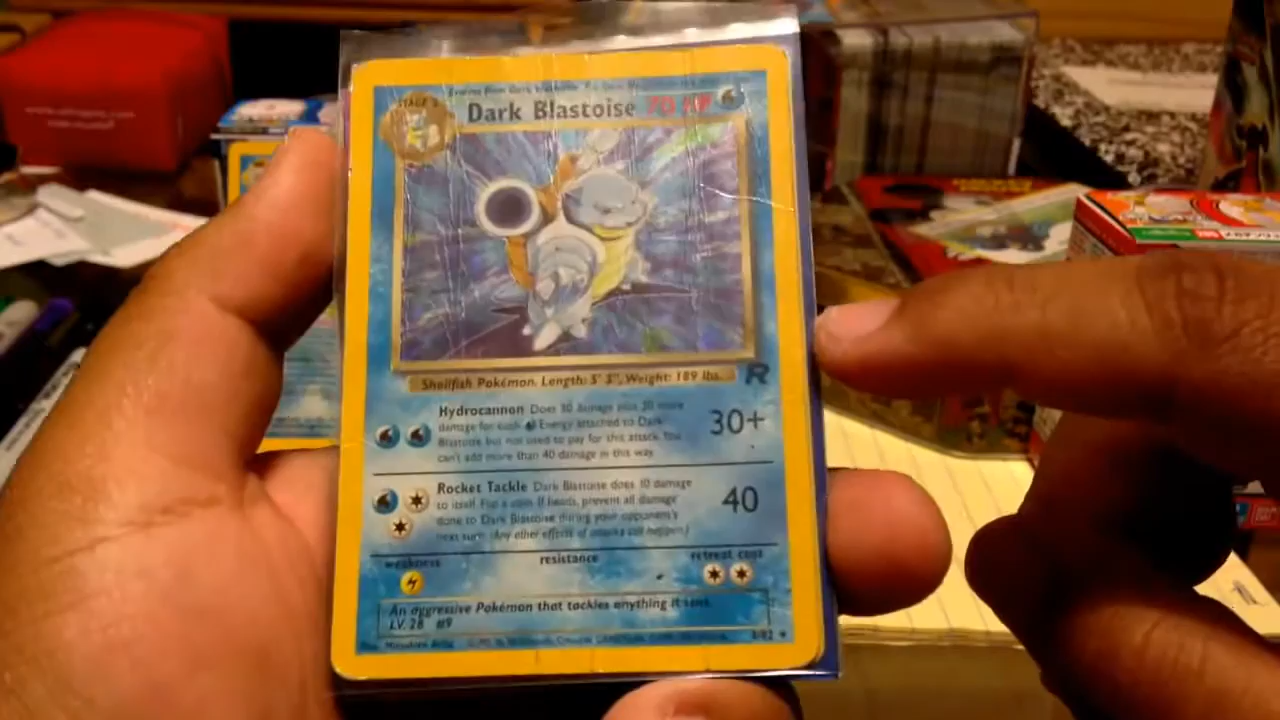 STAGE 2
Dark Blastoise 70 HP
Shellfish Pokémon. Length: 5' 3", Weight: 189 lbs.
R
Hydrocannon Does 30 damage plus 20 more
damage for each Energy attached to Dark
Blastoise but not used to pay for this attack. You
can't add more than 40 damage in this way.
30+
Rocket Tackle Dark Blastoise does 10 damage
to itself. Flip a coin. If heads, prevent all damage
done to Dark Blastoise during your opponent's
next turn. (Any other effects of attacks still happen.)
40
weakness
resistance
retreat cost
An aggressive Pokémon that tackles anything it sees.
LV. 28 #9
3/82